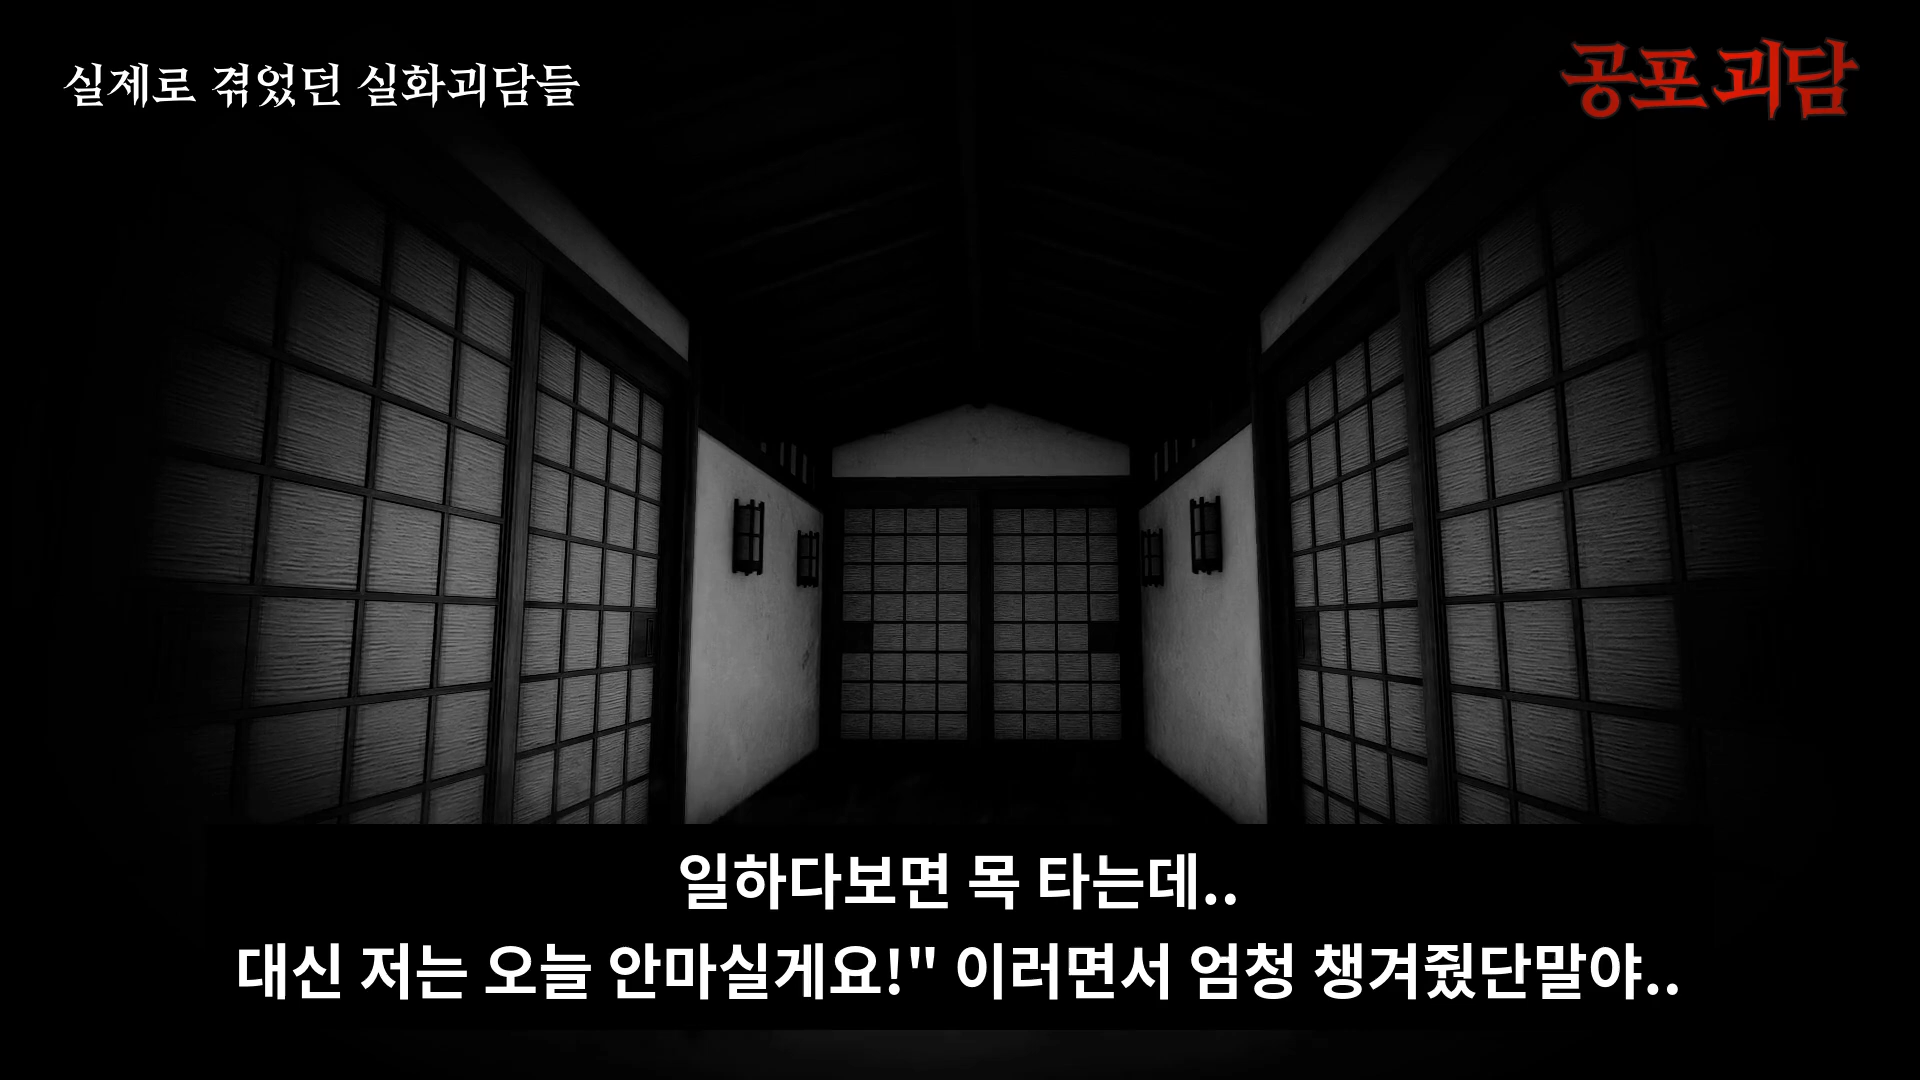 실제로 겪었던 실화괴담들
공포 괴담
일하다보면 목 타는데..
대신 저는 오늘 안마실게요!" 이러면서 엄청 챙겨줬단말야..